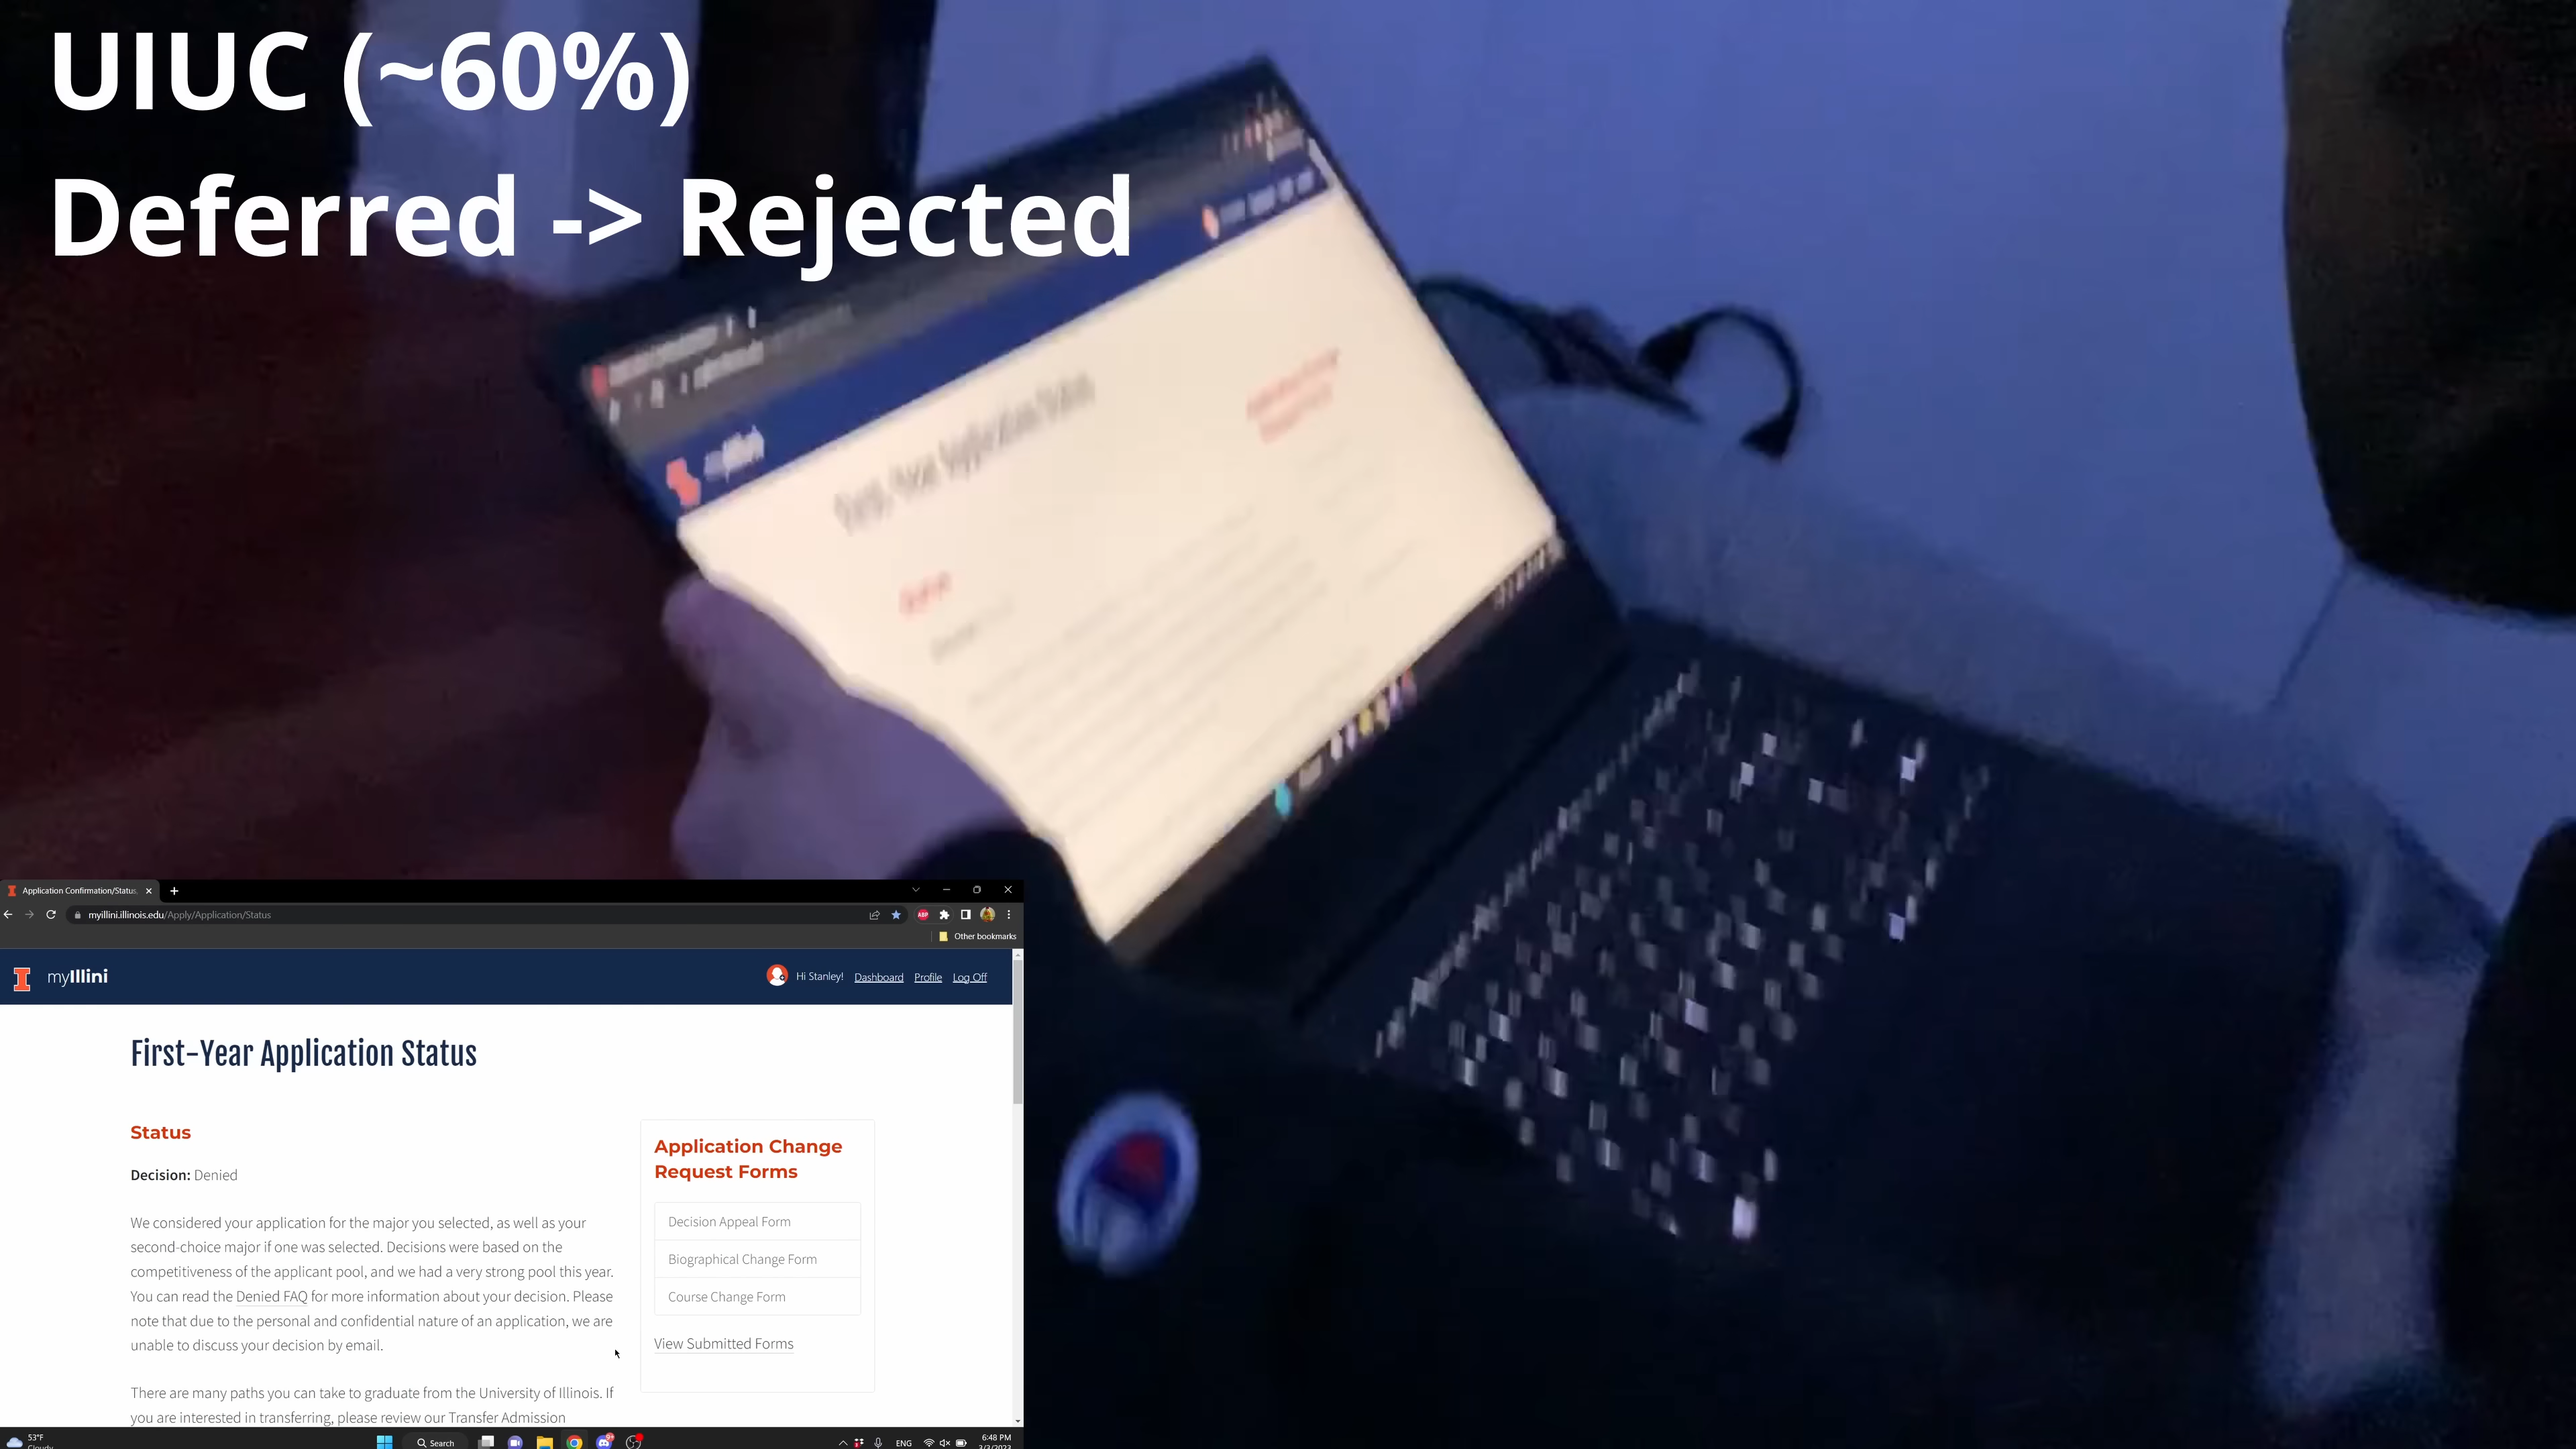 UIUC (~60%)
Deferred -> Rejected
Application Confirmation/Status
myillini.illinois.edu/Apply/Application/Status
ABP
Other bookmarks
myIllini
Hi Stanley! Dashboard Profile Log Off
First-Year Application Status
Status
Decision: Denied
We considered your application for the major you selected, as well as your
second-choice major if one was selected. Decisions were based on the
competitiveness of the applicant pool, and we had a very strong pool this year.
You can read the Denied FAQ for more information about your decision. Please
note that due to the personal and confidential nature of an application, we are
unable to discuss your decision by email.
There are many paths you can take to graduate from the University of Illinois. If
you are interested in transferring, please review our Transfer Admission
Application Change
Request Forms
Decision Appeal Form
Biographical Change Form
Course Change Form
View Submitted Forms
53°F
Cloudy
Search
ENG
6:48 PM
3/3/2023